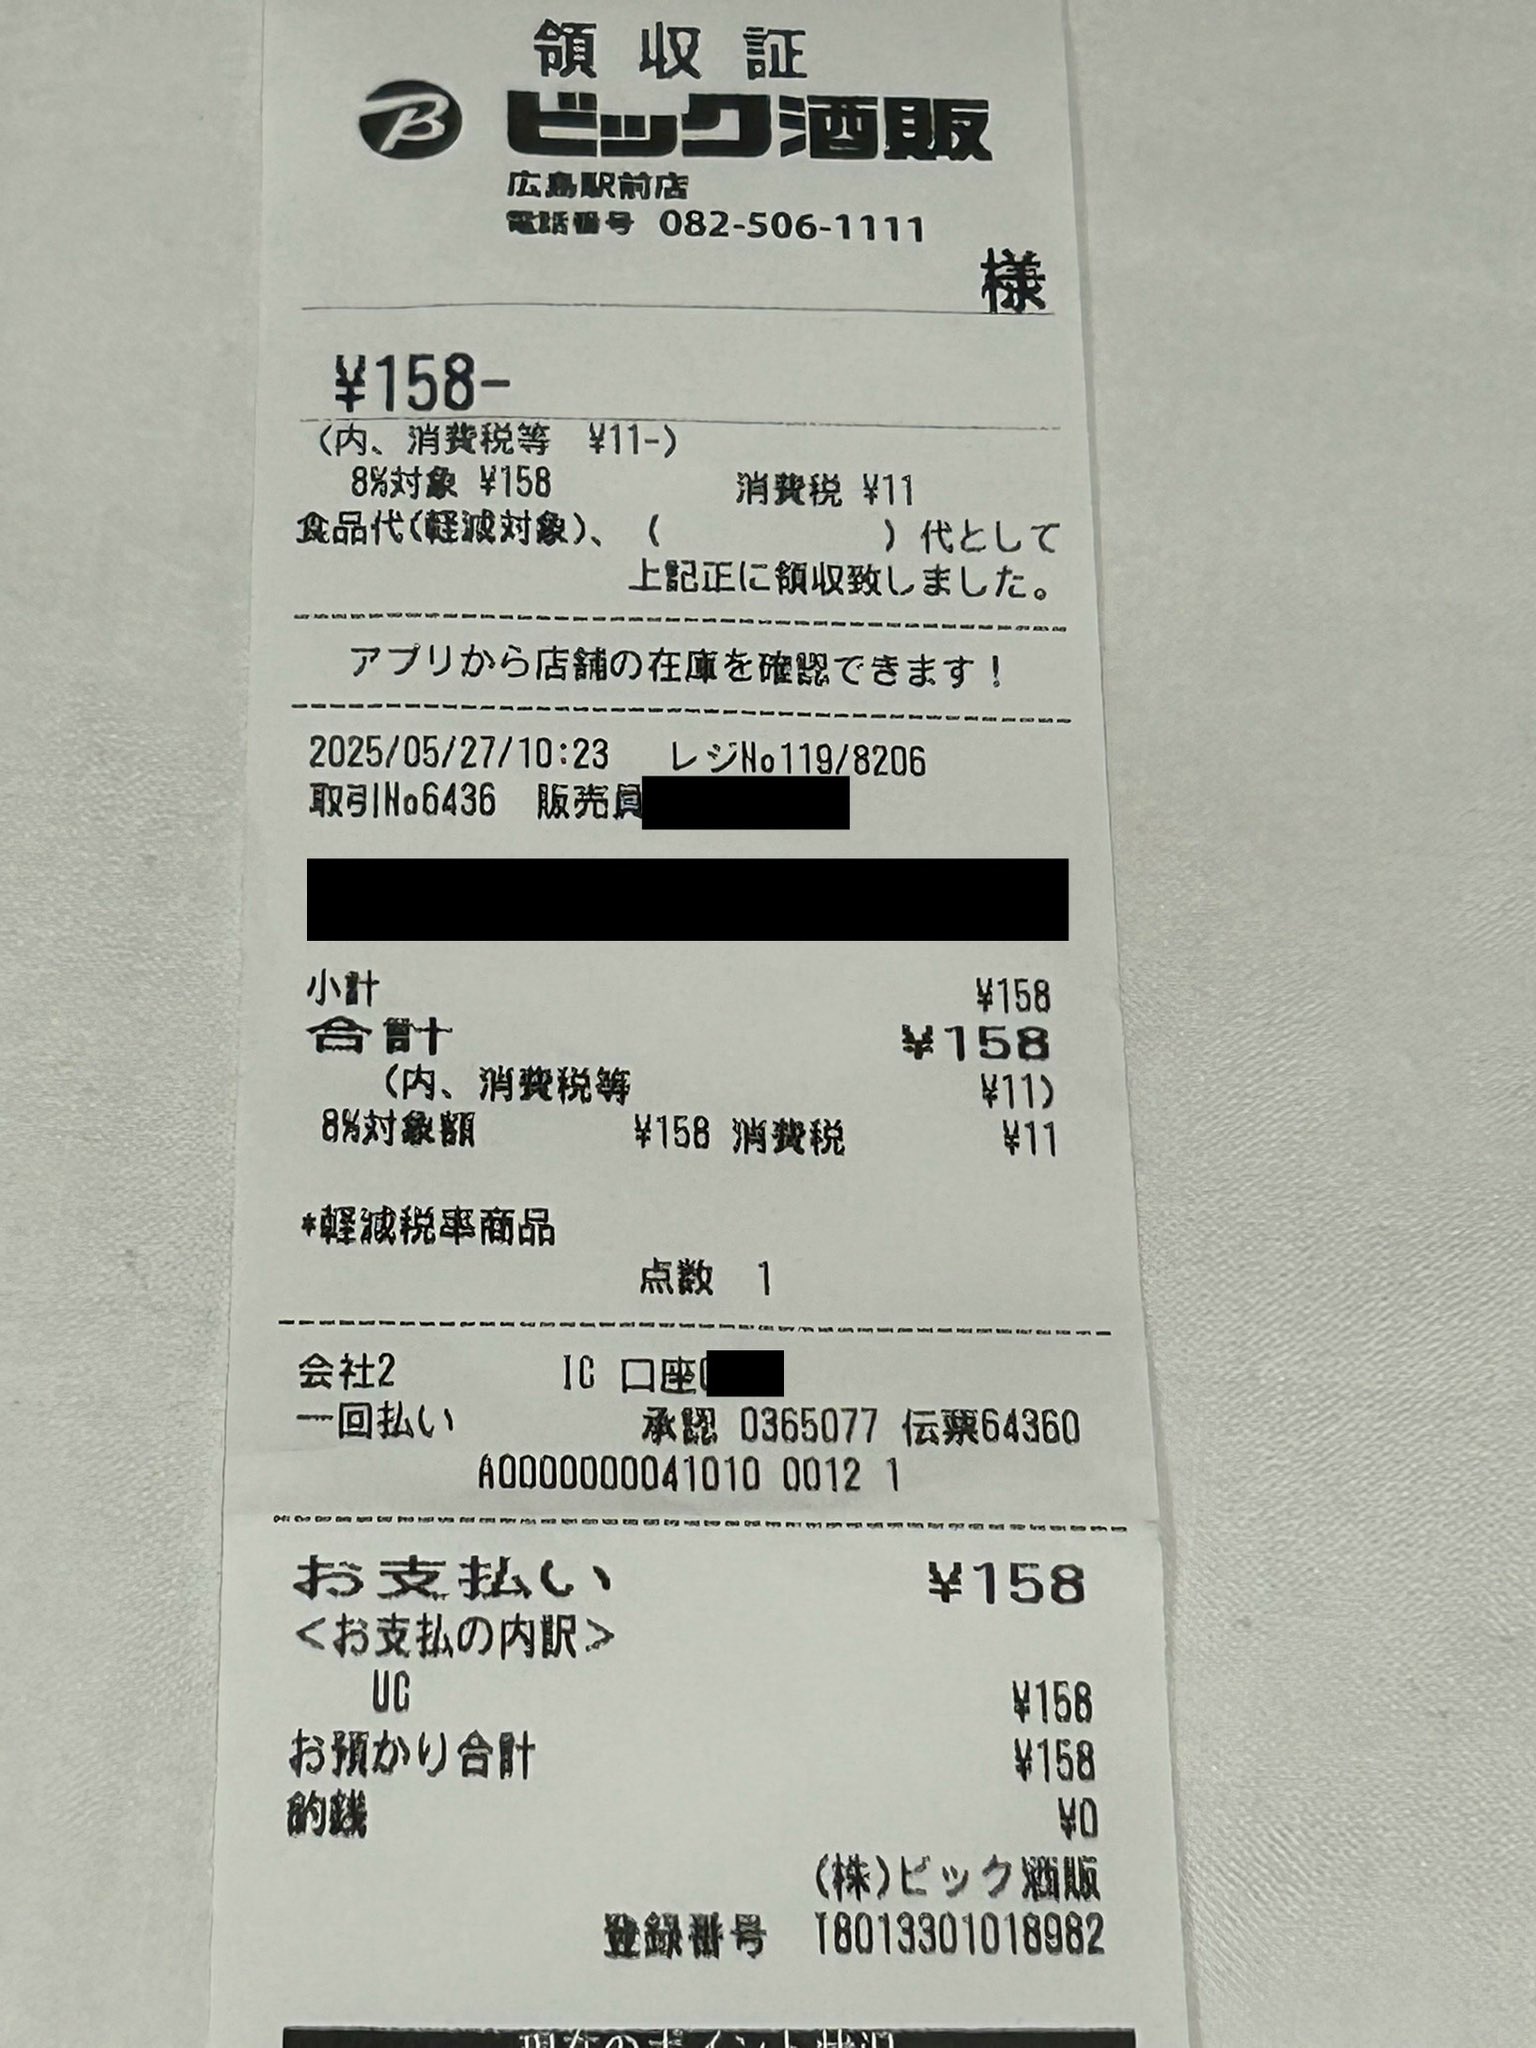 領収証
ビック酒販
広島駅前店
電話番号 082-506-1111
様
¥158-
(内、消費税等 ¥11-)
8%対象 ¥158 消費税 ¥11
食品代(軽減対象)、( )代として
上記正に領収致しました。
アプリから店舗の在庫を確認できます!
2025/05/27/10:23 レジNo119/8206
取引No6436 販売員
小計 ¥158
合計 ¥158
(内、消費税等 ¥11)
8%対象額 ¥158 消費税 ¥11
*軽減税率商品
点数 1
会社2 IC 口座
一回払い 承認 0365077 伝票64360
A0000000041010 0012 1
お支払い ¥158
<お支払の内訳>
UC ¥158
お預かり合計 ¥158
釣銭 ¥0
(株)ビック酒販
登録番号 T8013301018982
現在のポイント状況